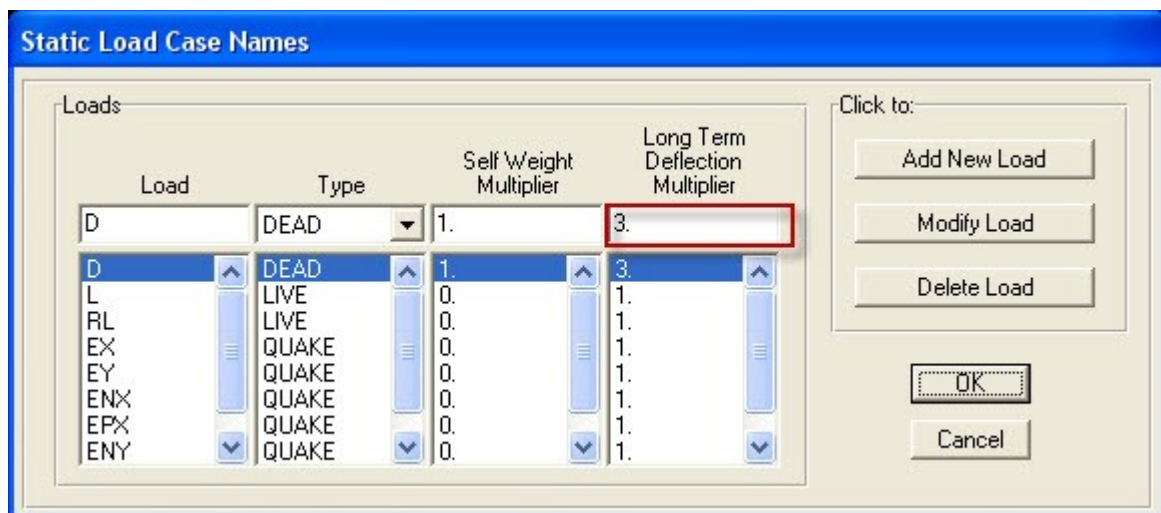 Static Load Case Names
Loads
Click to:
Load Type Self Weight Multiplier Long Term Deflection Multiplier
D DEAD 1. 3.
D DEAD 1. 3.
L LIVE 0. 1.
RL LIVE 0. 1.
EX QUAKE 0. 1.
EY QUAKE 0. 1.
ENX QUAKE 0. 1.
EPX QUAKE 0. 1.
ENY QUAKE 0. 1.
Add New Load
Modify Load
Delete Load
OK
Cancel